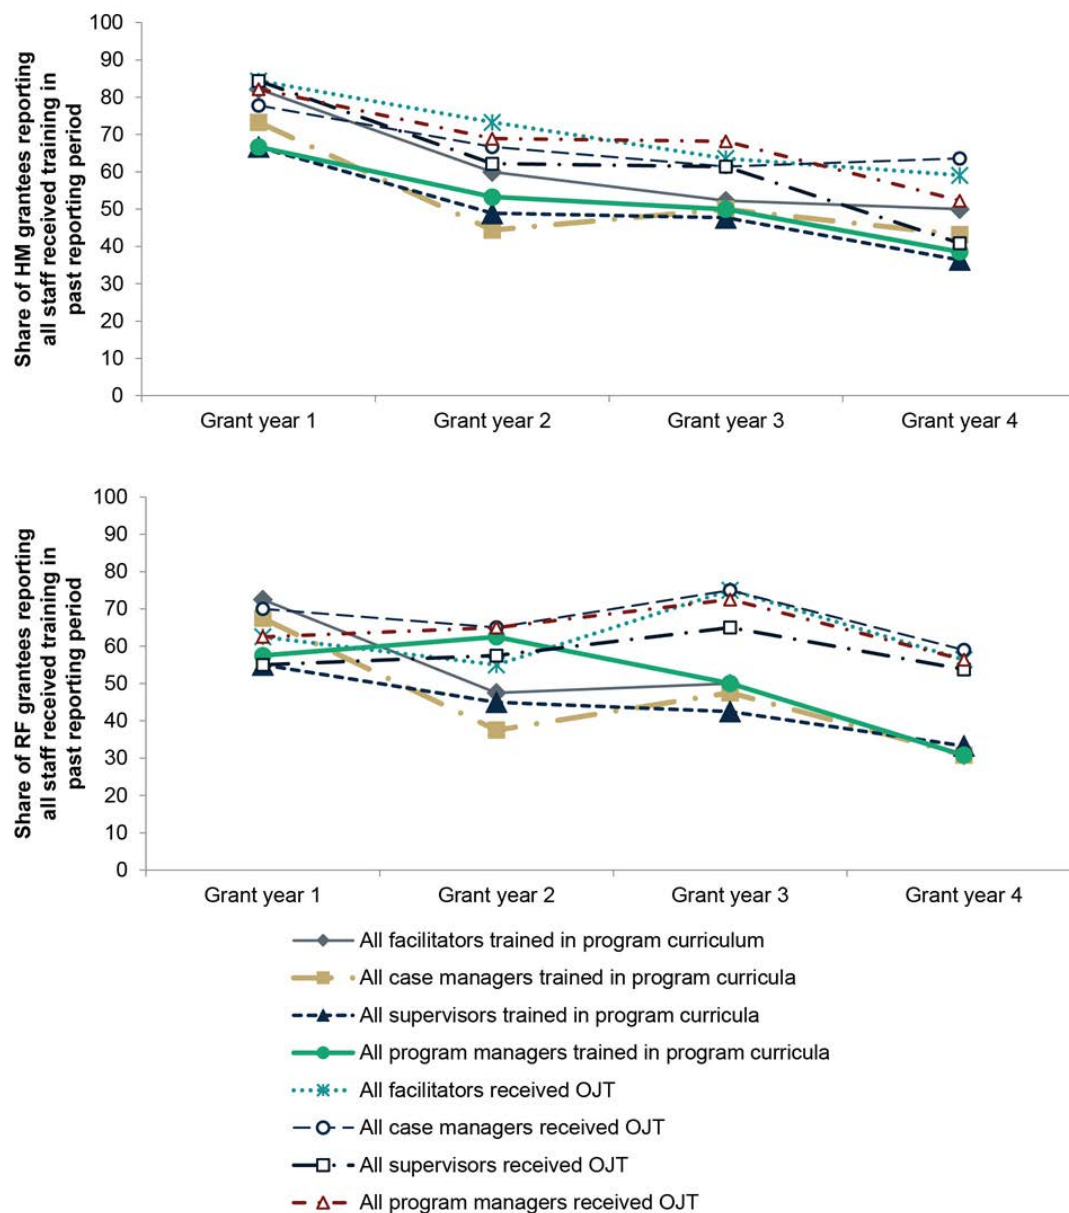 Share of HM grantees reporting
all staff received training in
past reporting period
100
90
80
70
60
50
40
30
20
10
0
Grant year 1
Grant year 2
Grant year 3
Grant year 4
Share of RF grantees reporting
all staff received training in
past reporting period
100
90
80
70
60
50
40
30
20
10
0
Grant year 1
Grant year 2
Grant year 3
Grant year 4
All facilitators trained in program curriculum
All case managers trained in program curricula
All supervisors trained in program curricula
All program managers trained in program curricula
All facilitators received OJT
All case managers received OJT
All supervisors received OJT
All program managers received OJT